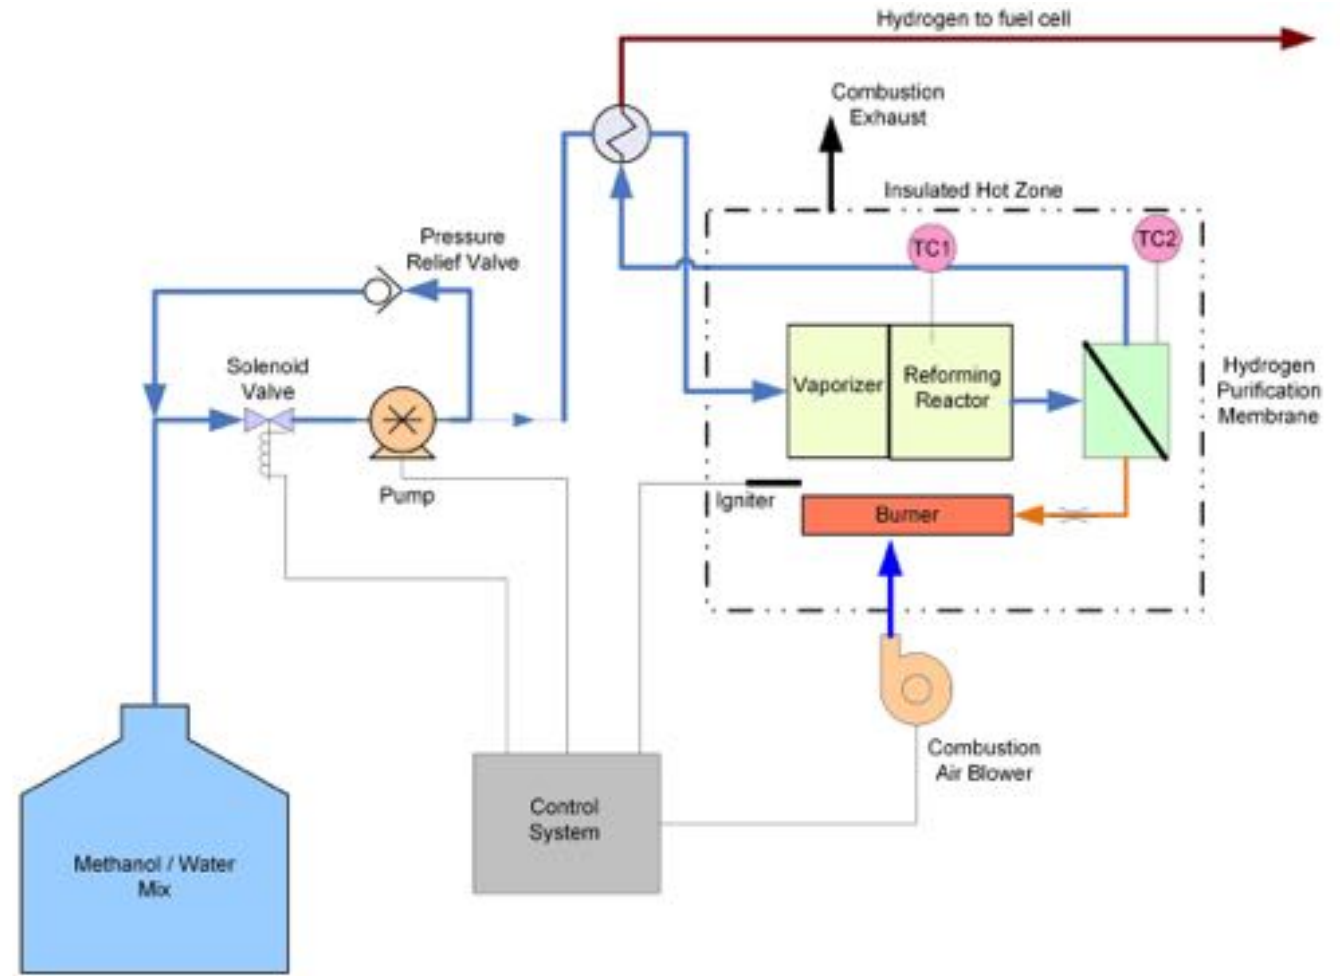 Hydrogen to fuel cell
Combustion
Exhaust
Insulated Hot Zone
Pressure
Relief Valve
TC1
TC2
Solenoid
Valve
Vaporizer
Reforming
Reactor
Hydrogen
Purification
Membrane
Pump
Igniter
Burner
Combustion
Air Blower
Control
System
Methanol / Water
Mix